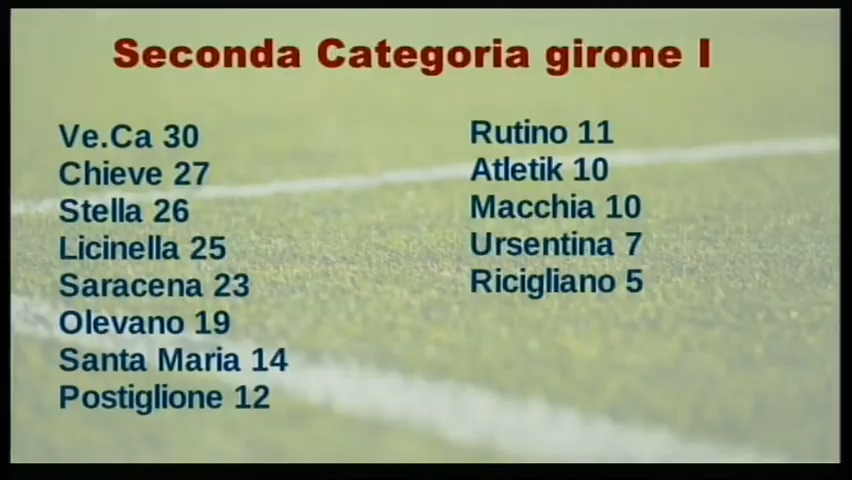 Seconda Categoria girone I
Ve.Ca 30
Chieve 27
Stella 26
Licinella 25
Saracena 23
Olevano 19
Santa Maria 14
Postiglione 12
Rutino 11
Atletik 10
Macchia 10
Ursentina 7
Ricigliano 5